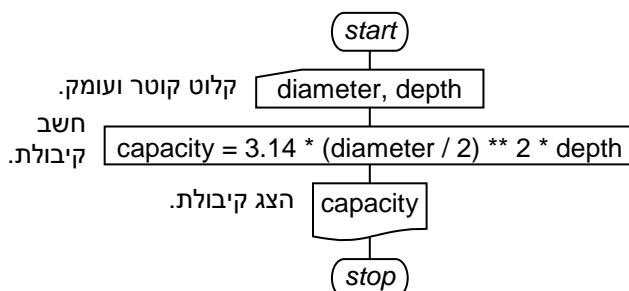 start
קלוט קוטר ועומק.
diameter, depth
חשב
קיבולת.
capacity = 3.14 * (diameter / 2) ** 2 * depth
הצג קיבולת.
capacity
stop